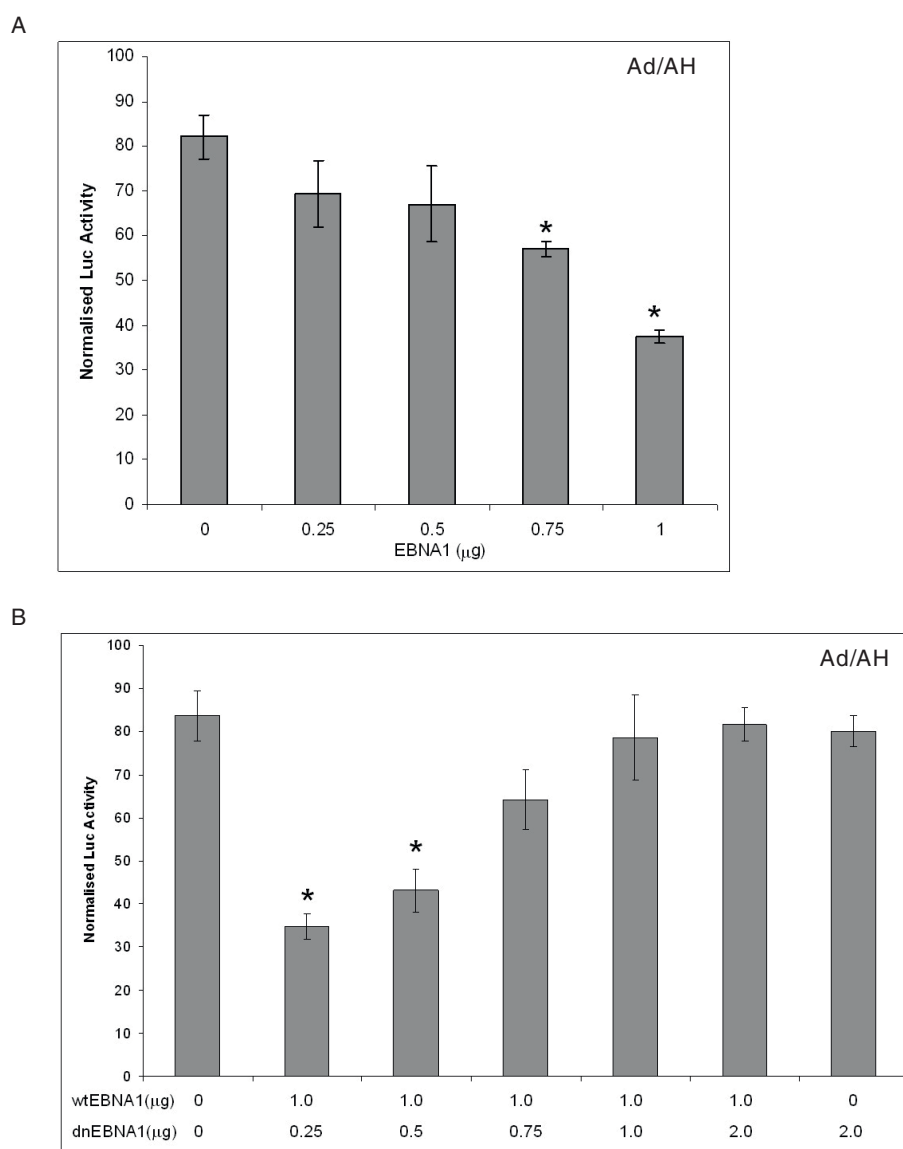 A
Ad/AH
Normalised Luc Activity
100
90
80
70
60
50
40
30
20
10
0
*
*
0 0.25 0.5 0.75 1
EBNA1 (µg)
B
Ad/AH
Normalised Luc Activity
100
90
80
70
60
50
40
30
20
10
0
*
*
wtEBNA1(µg) 0 1.0 1.0 1.0 1.0 1.0 0
dnEBNA1(µg) 0 0.25 0.5 0.75 1.0 2.0 2.0